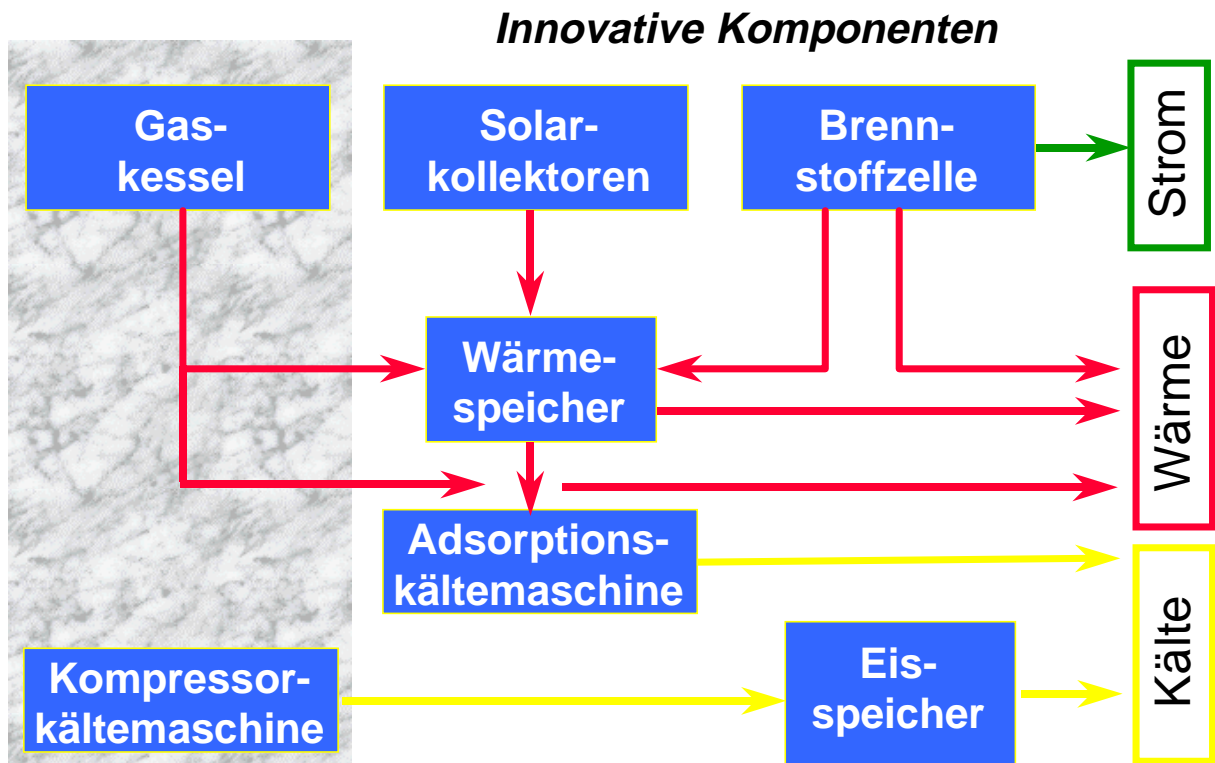 Innovative Komponenten
Gas-
kessel
Solar-
kollektoren
Brenn-
stoffzelle
Strom
Wärme-
speicher
Wärme
Adsorptions-
kältemaschine
Kälte
Kompressor-
kältemaschine
Eis-
speicher